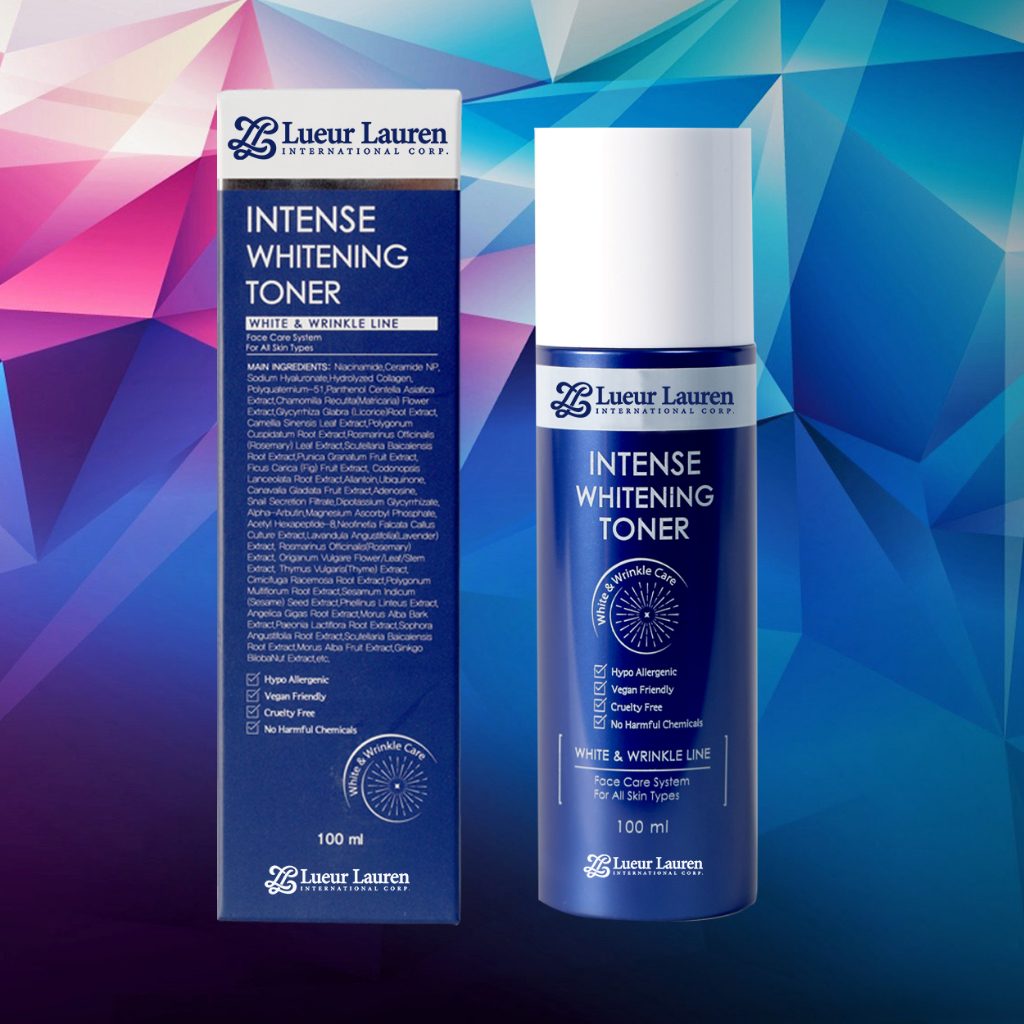 Lueur Lauren
INTERNATIONAL CORP.
INTENSE
WHITENING
TONER
WHITE & WRINKLE LINE
Face Care System
For All Skin Types
MAIN INGREDIENTS: Niacinamide,Ceramide NP,
Sodium Hyaluronate,Hydrolyzed Collagen,
Polyquaternium-51,Panthenol Centella Asiatica
Extract,Chamomilla Recutita(Matricaria) Flower
Extract,Glycyrrhiza Glabra (Licorice)Root Extract,
Camellia Sinensis Leaf Extract,Polygonum
Cuspidatum Root Extract,Rosmarinus Officinalis
(Rosemary) Leaf Extract,Scutellaria Baicalensis
Root Extract,Punica Granatum Fruit Extract,
Ficus Carica (Fig) Fruit Extract, Codonopsis
Lanceolata Root Extract,Allantoin,Ubiquinone,
Canavalia Gladiata Fruit Extract,Adenosine,
Snail Secretion Filtrate,Dipotassium Glycyrrhizate,
Alpha-Arbutin,Magnesium Ascorbyl Phosphate,
Acetyl Hexapeptide-8,Neofinetia Falcata Callus
Culture Extract,Lavandula Angustifolia(Lavender)
Extract, Rosmarinus Officinalis(Rosemary)
Extract, Origanum Vulgare Flower/Leaf/Stem
Extract, Thymus Vulgaris(Thyme) Extract,
Cimicifuga Racemosa Root Extract,Polygonum
Multiflorum Root Extract,Sesamum Indicum
(Sesame) Seed Extract,Phellinus Linteus Extract,
Angelica Gigas Root Extract,Morus Alba Bark
Extract,Paeonia Lactiflora Root Extract,Sophora
Angustifolia Root Extract,Scutellaria Baicalensis
Root Extract,Morus Alba Fruit Extract,Ginkgo
BilobaNut Extract,etc.
Hypo Allergenic
Vegan Friendly
Cruelty Free
No Harmful Chemicals
White & Wrinkle Care
100 ml
Lueur Lauren
INTERNATIONAL CORP.
Lueur Lauren
INTERNATIONAL CORP.
INTENSE
WHITENING
TONER
White & Wrinkle Care
Hypo Allergenic
Vegan Friendly
Cruelty Free
No Harmful Chemicals
WHITE & WRINKLE LINE
Face Care System
For All Skin Types
100 ml
Lueur Lauren
INTERNATIONAL CORP.